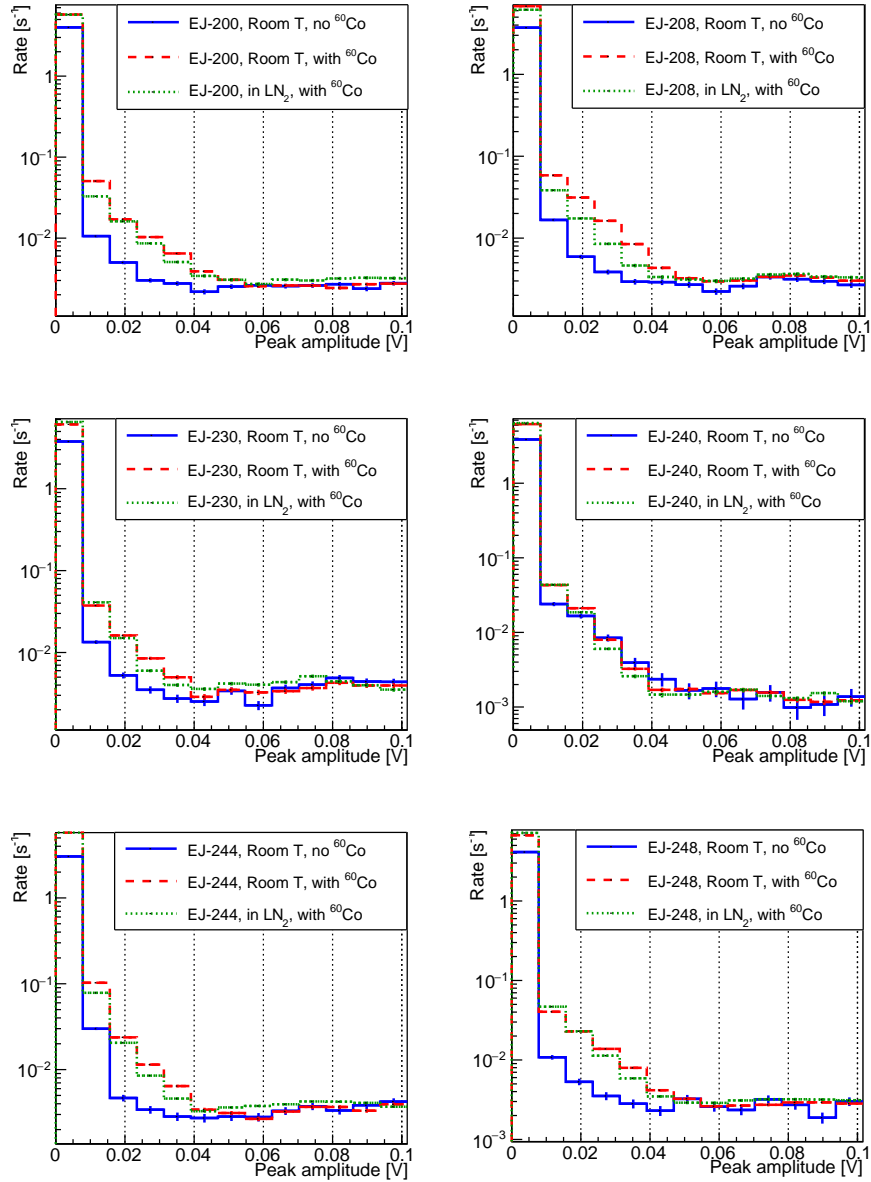 Rate [s⁻¹]
EJ-200, Room T, no ⁶⁰Co
EJ-200, Room T, with ⁶⁰Co
EJ-200, in LN₂, with ⁶⁰Co
1
10⁻¹
10⁻²
0 0.02 0.04 0.06 0.08 0.1
Peak amplitude [V]
Rate [s⁻¹]
EJ-208, Room T, no ⁶⁰Co
EJ-208, Room T, with ⁶⁰Co
EJ-208, in LN₂, with ⁶⁰Co
1
10⁻¹
10⁻²
0 0.02 0.04 0.06 0.08 0.1
Peak amplitude [V]
Rate [s⁻¹]
EJ-230, Room T, no ⁶⁰Co
EJ-230, Room T, with ⁶⁰Co
EJ-230, in LN₂, with ⁶⁰Co
1
10⁻¹
10⁻²
0 0.02 0.04 0.06 0.08 0.1
Peak amplitude [V]
Rate [s⁻¹]
EJ-240, Room T, no ⁶⁰Co
EJ-240, Room T, with ⁶⁰Co
EJ-240, in LN₂, with ⁶⁰Co
1
10⁻¹
10⁻²
10⁻³
0 0.02 0.04 0.06 0.08 0.1
Peak amplitude [V]
Rate [s⁻¹]
EJ-244, Room T, no ⁶⁰Co
EJ-244, Room T, with ⁶⁰Co
EJ-244, in LN₂, with ⁶⁰Co
1
10⁻¹
10⁻²
0 0.02 0.04 0.06 0.08 0.1
Peak amplitude [V]
Rate [s⁻¹]
EJ-248, Room T, no ⁶⁰Co
EJ-248, Room T, with ⁶⁰Co
EJ-248, in LN₂, with ⁶⁰Co
1
10⁻¹
10⁻²
10⁻³
0 0.02 0.04 0.06 0.08 0.1
Peak amplitude [V]